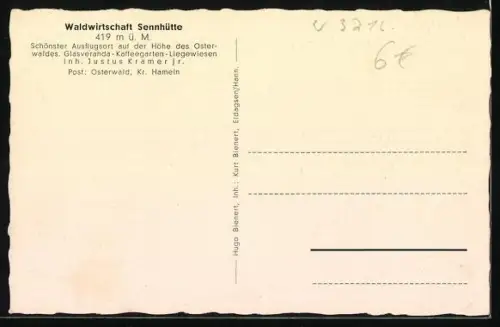 Waldwirtschaft Sennhütte
419 m ü. M.
Schönster Ausflugsort auf der Höhe des Oster-
waldes. Glasveranda-Kaffeegarten-Liegewiesen
Inh. Justus Kramer jr.
Post: Osterwald, Kr. Hameln
Hugo Bienert, Inh.: Kurt Bienert, Eldagsen/Hann.
6€